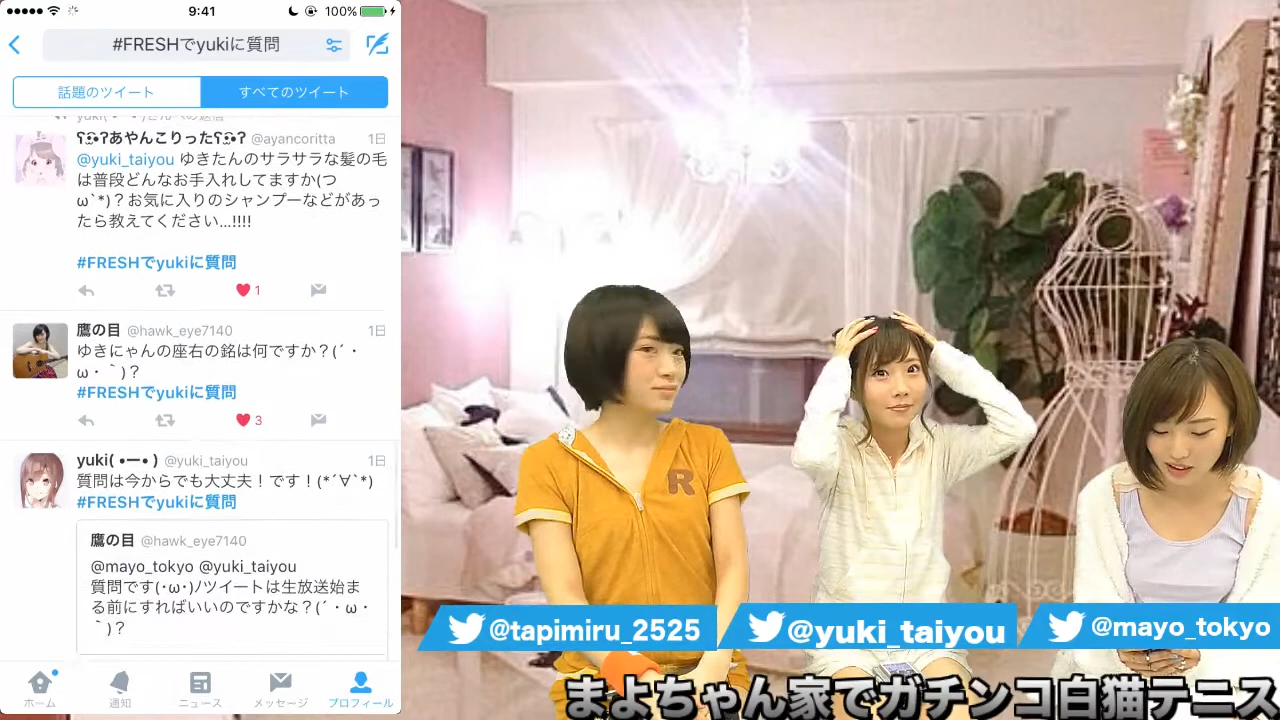 9:41
100%
#FRESHでyukiに質問
話題のツイート
すべてのツイート
@ayancoritta
1日
@yuki_taiyou ゆきたんのサラサラな髪の毛
は普段どんなお手入れしてますか(つ
ω`*)？お気に入りのシャンプーなどがあっ
たら教えてください...!!!!
#FRESHでyukiに質問
1
鷹の目 @hawk_eye7140
1日
ゆきにゃんの座右の銘は何ですか？(´・
ω・｀)？
#FRESHでyukiに質問
3
yuki( •ー• ) @yuki_taiyou
1日
質問は今からでも大丈夫！です！(*´∀`*)
#FRESHでyukiに質問
鷹の目 @hawk_eye7140
@mayo_tokyo @yuki_taiyou
質問です(･ω･)ﾉツイートは生放送始ま
る前にすればいいのですかな？(´・ω・
｀)？
ホーム
通知
ニュース
メッセージ
プロフィール
R
@tapimiru_2525
@yuki_taiyou
@mayo_tokyo
まよちゃん家でガチンコ白猫テニス